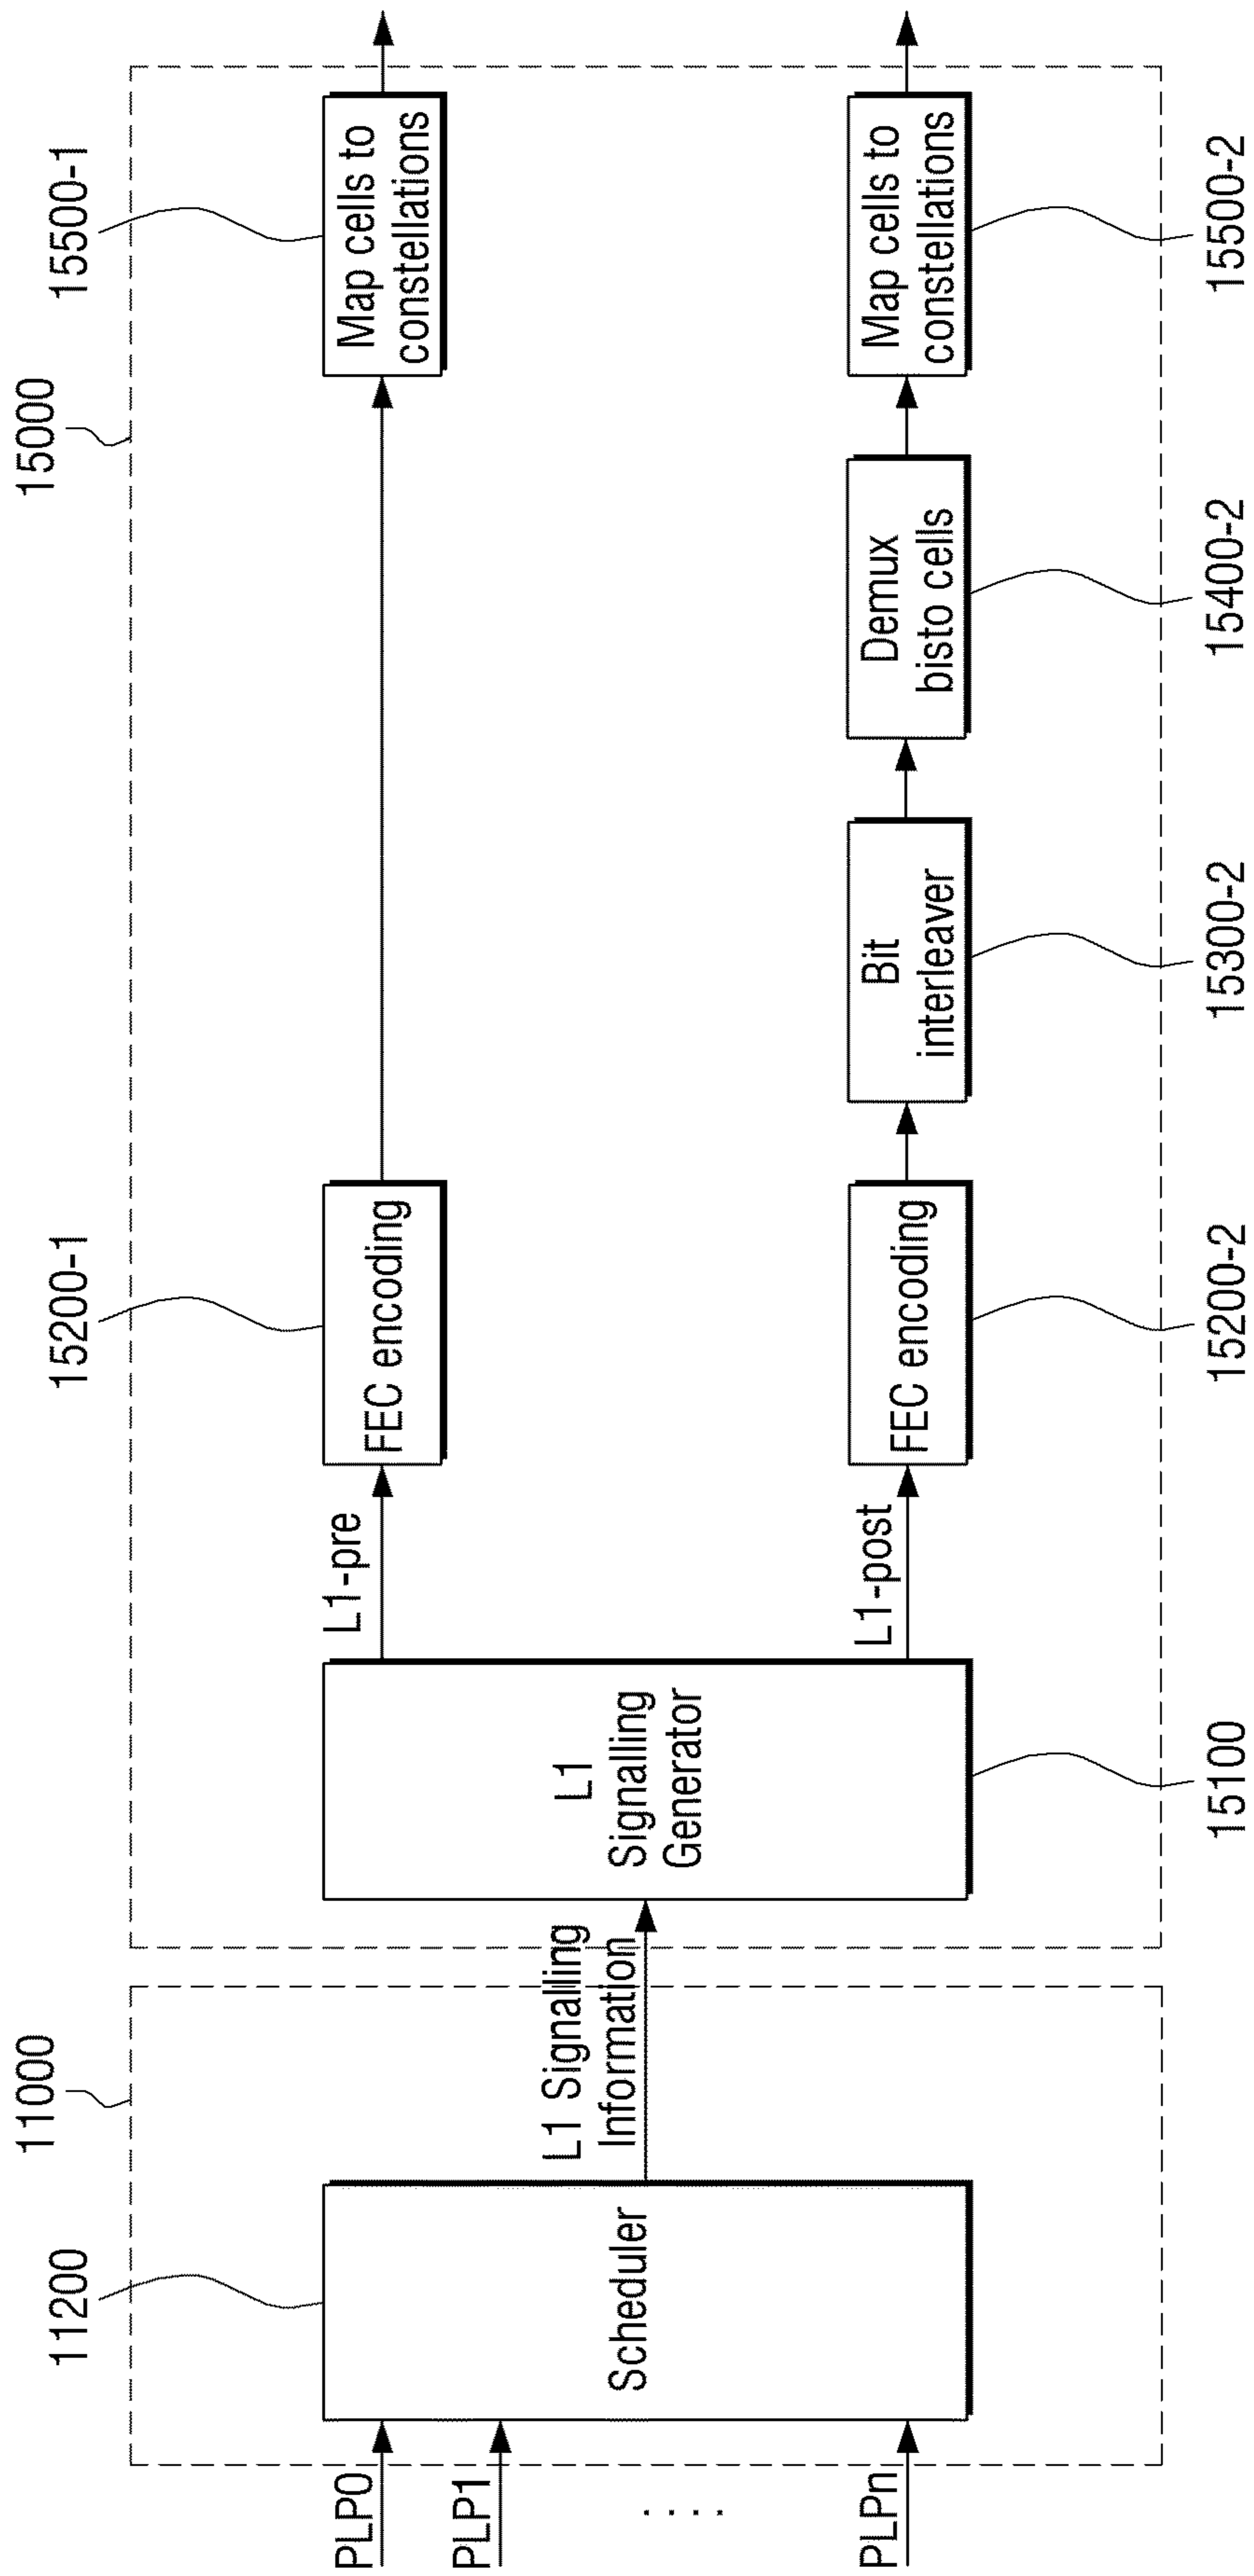 11000
15000
11200
15200-1
15500-1
PLP0
PLP1
. . . .
PLPn
Scheduler
L1 Signalling
Information
L1
Signalling
Generator
L1-pre
FEC encoding
Map cells to
constellations
L1-post
FEC encoding
Bit
interleaver
Demux
bisto cells
Map cells to
constellations
15100
15200-2
15300-2
15400-2
15500-2